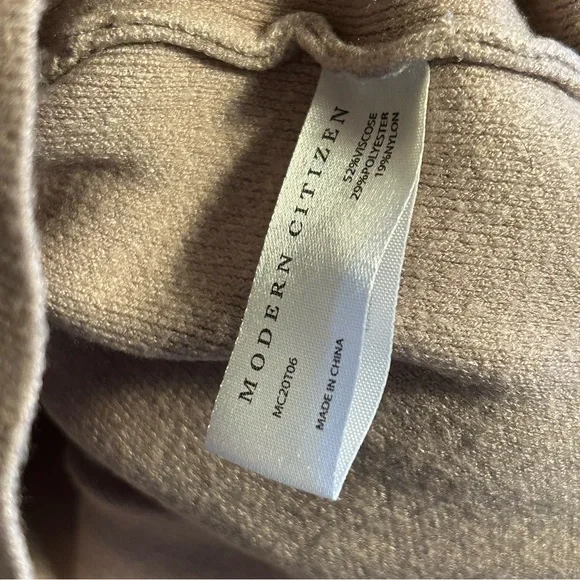 MODERN CITIZEN
52%VISCOSE
29%POLYESTER
19%NYLON
MC20T06
MADE IN CHINA